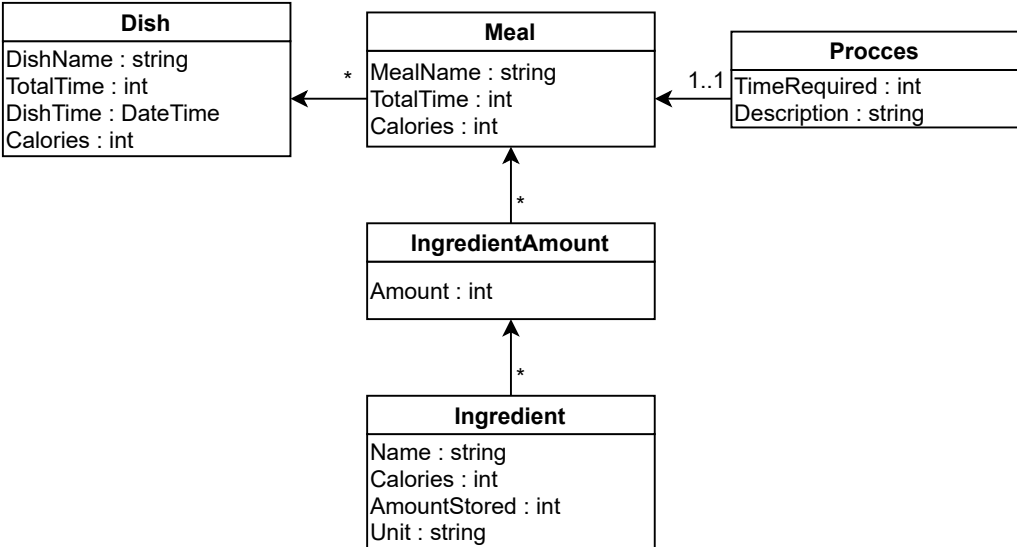 Dish
DishName : string
TotalTime : int
DishTime : DateTime
Calories : int
*
Meal
MealName : string
TotalTime : int
Calories : int
1..1
Procces
TimeRequired : int
Description : string
*
IngredientAmount
Amount : int
*
Ingredient
Name : string
Calories : int
AmountStored : int
Unit : string